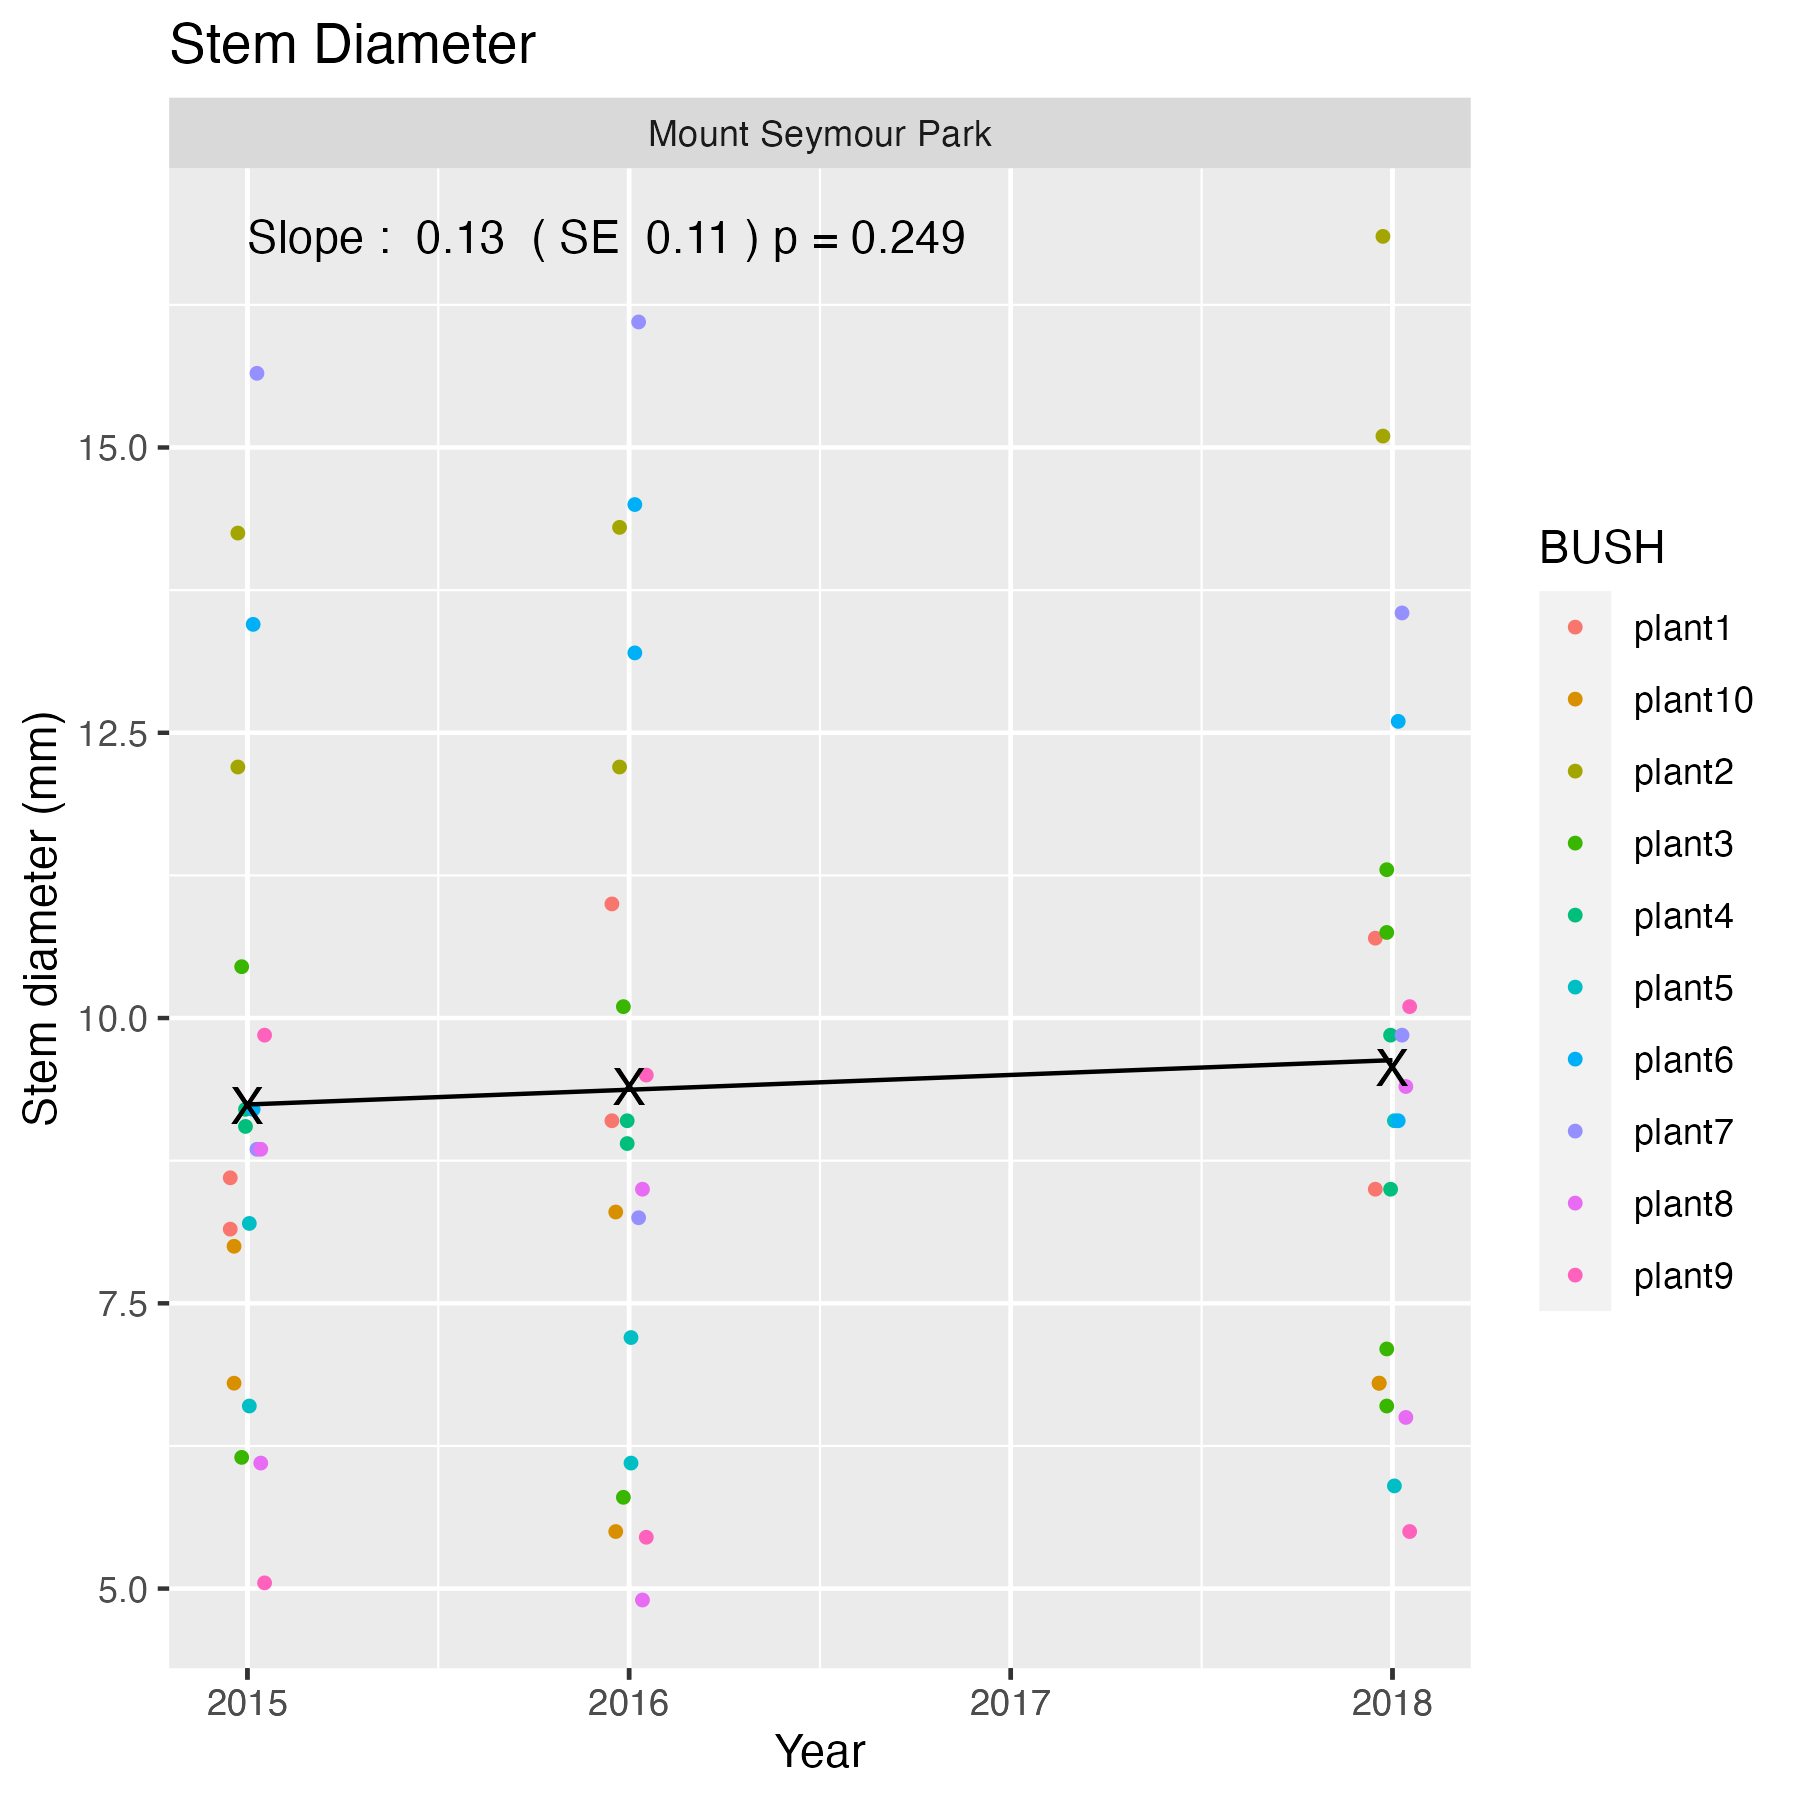 Stem Diameter
Mount Seymour Park
Slope :  0.13  ( SE  0.11 ) p = 0.249
X
X
X
15.0
12.5
10.0
7.5
5.0
Stem diameter (mm)
2015
2016
2017
2018
Year
BUSH
plant1
plant10
plant2
plant3
plant4
plant5
plant6
plant7
plant8
plant9